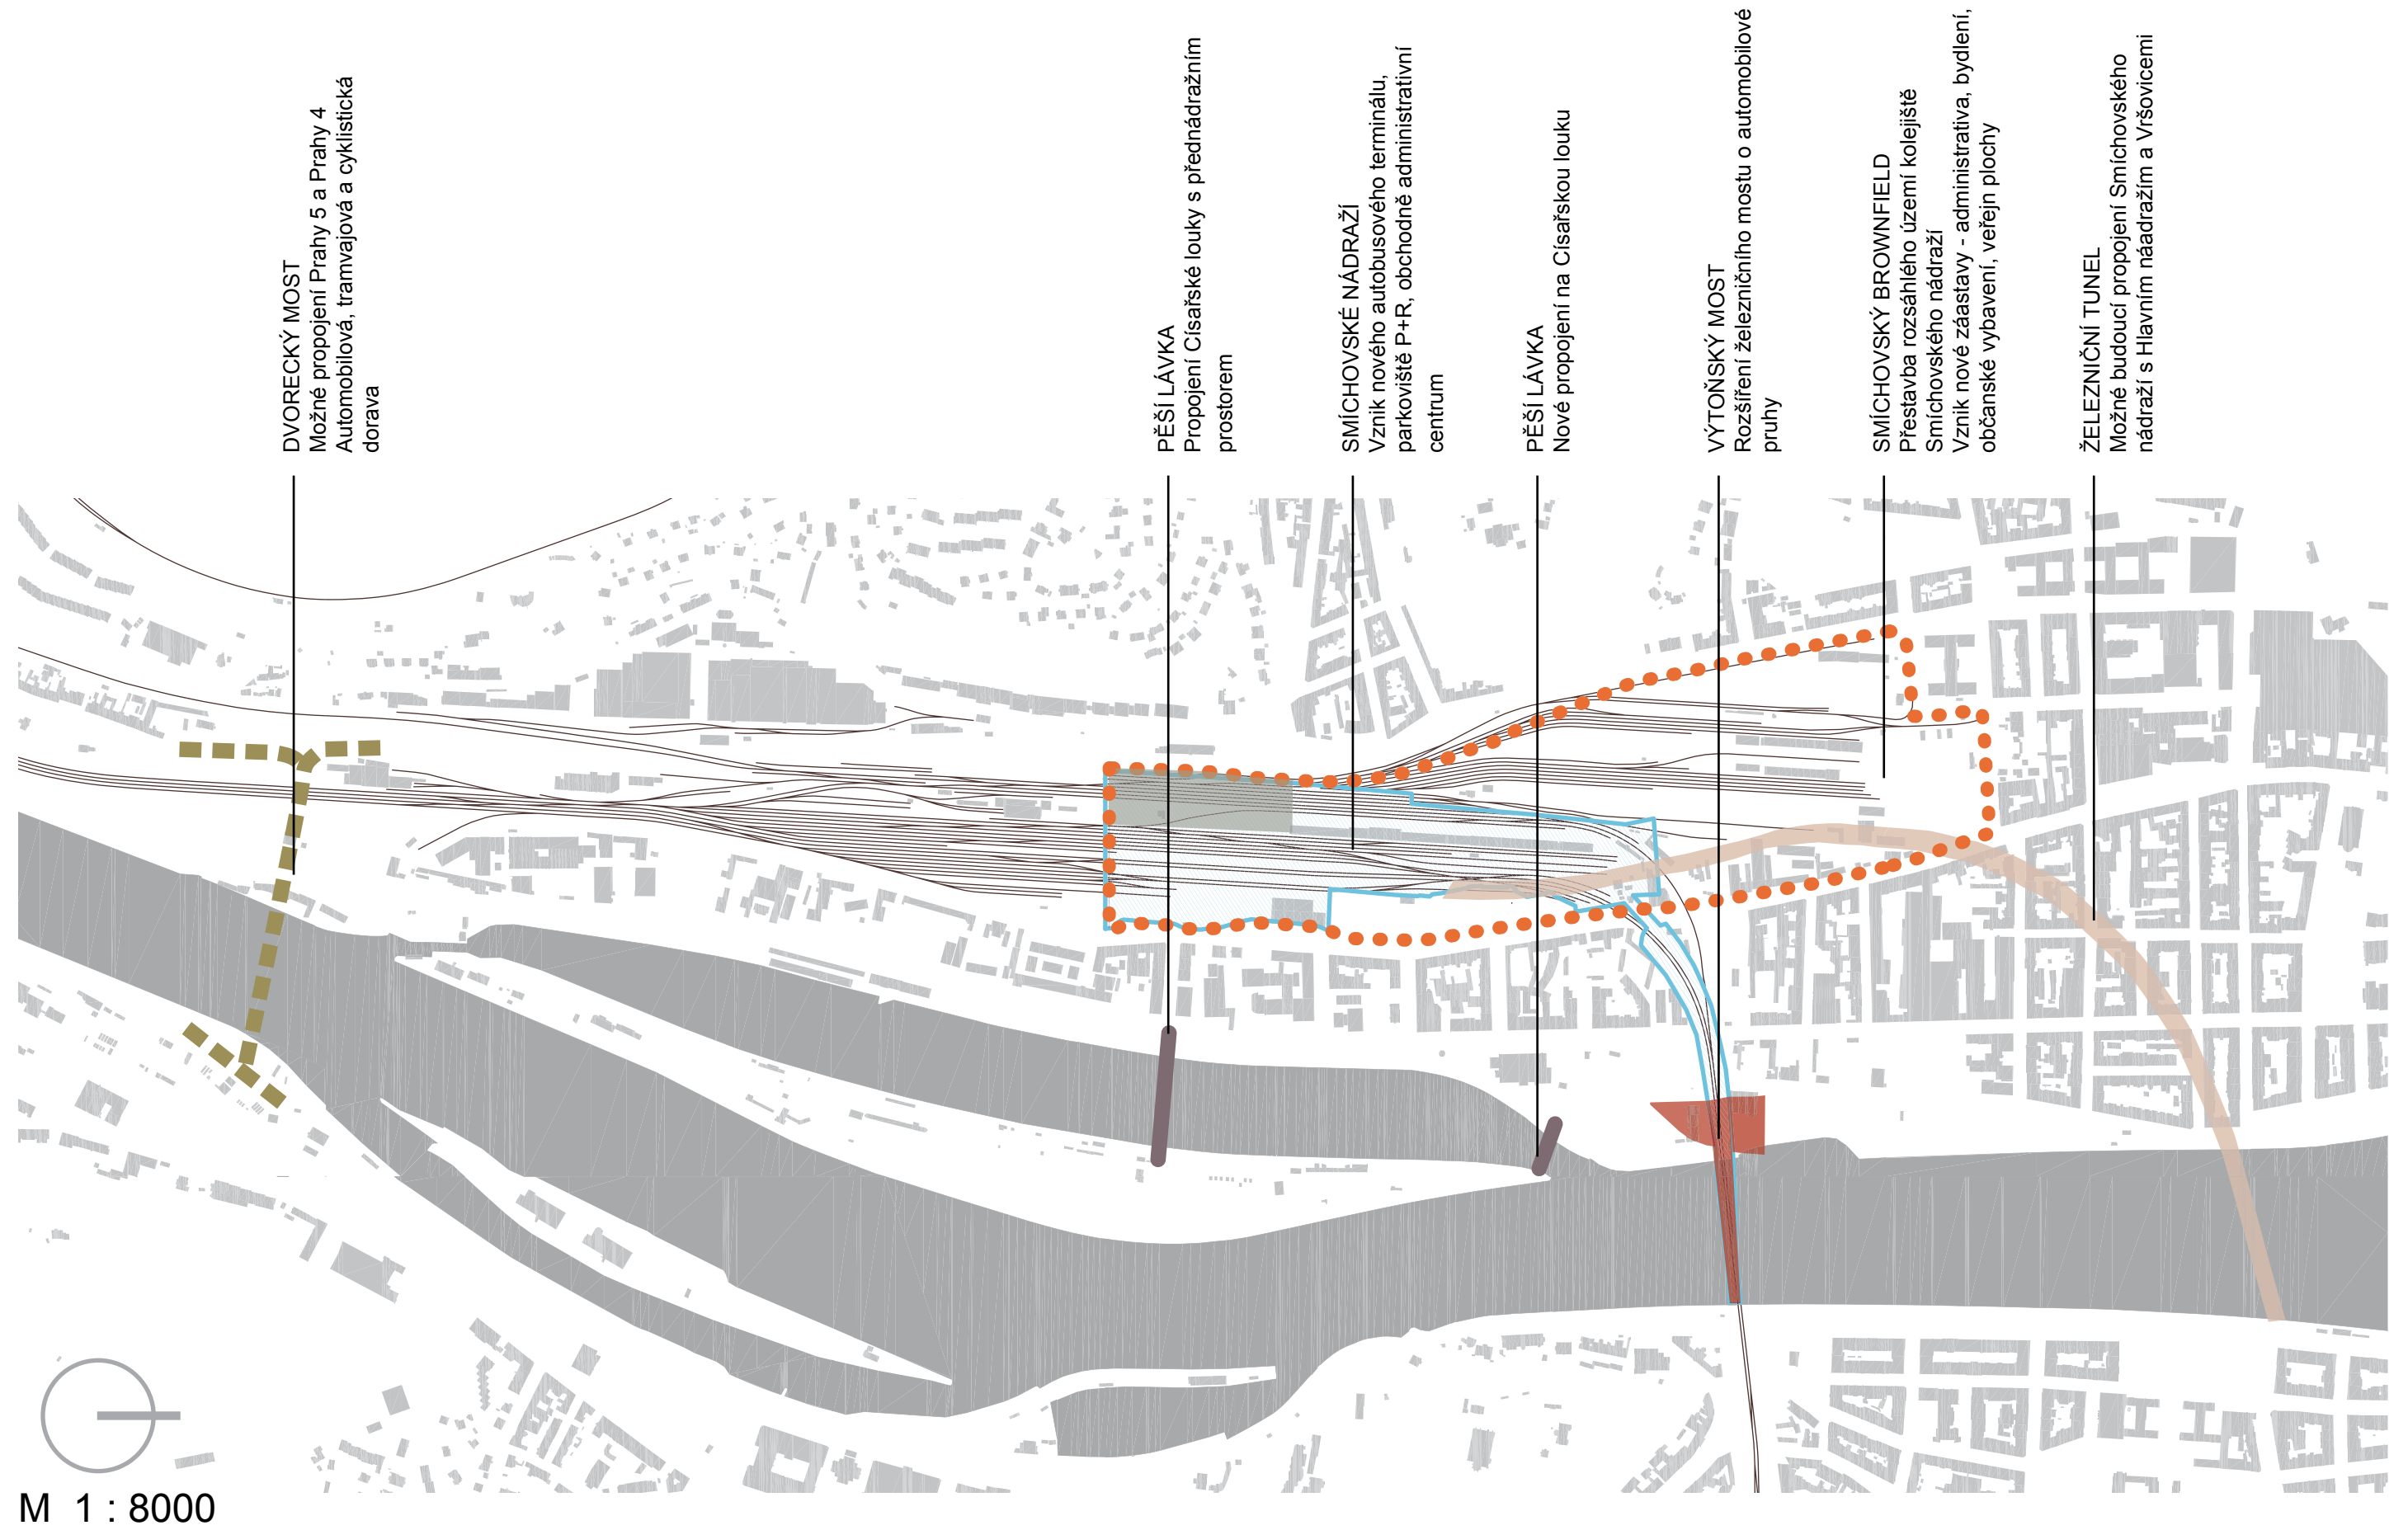 DVORECKÝ MOST
Možné propojení Prahy 5 a Prahy 4
Automobilová, tramvajová a cyklistická
dorava
PĚŠÍ LÁVKA
Propojení Císařské louky s přednádražním
prostorem
SMÍCHOVSKÉ NÁDRAŽÍ
Vznik nového autobusového terminálu,
parkoviště P+R, obchodně administrativní
centrum
PĚŠÍ LÁVKA
Nové propojení na Císařskou louku
VÝTOŇSKÝ MOST
Rozšíření železničního mostu o automobilové
pruhy
SMÍCHOVSKÝ BROWNFIELD
Přestavba rozsáhlého území kolejiště
Smíchovského nádraží
Vznik nové záastavy - administrativa, bydlení,
občanské vybavení, veřejn plochy
ŽELEZNIČNÍ TUNEL
Možné budoucí propojení Smíchovského
nádraží s Hlavním náadražím a Vršovicemi
M 1 : 8000